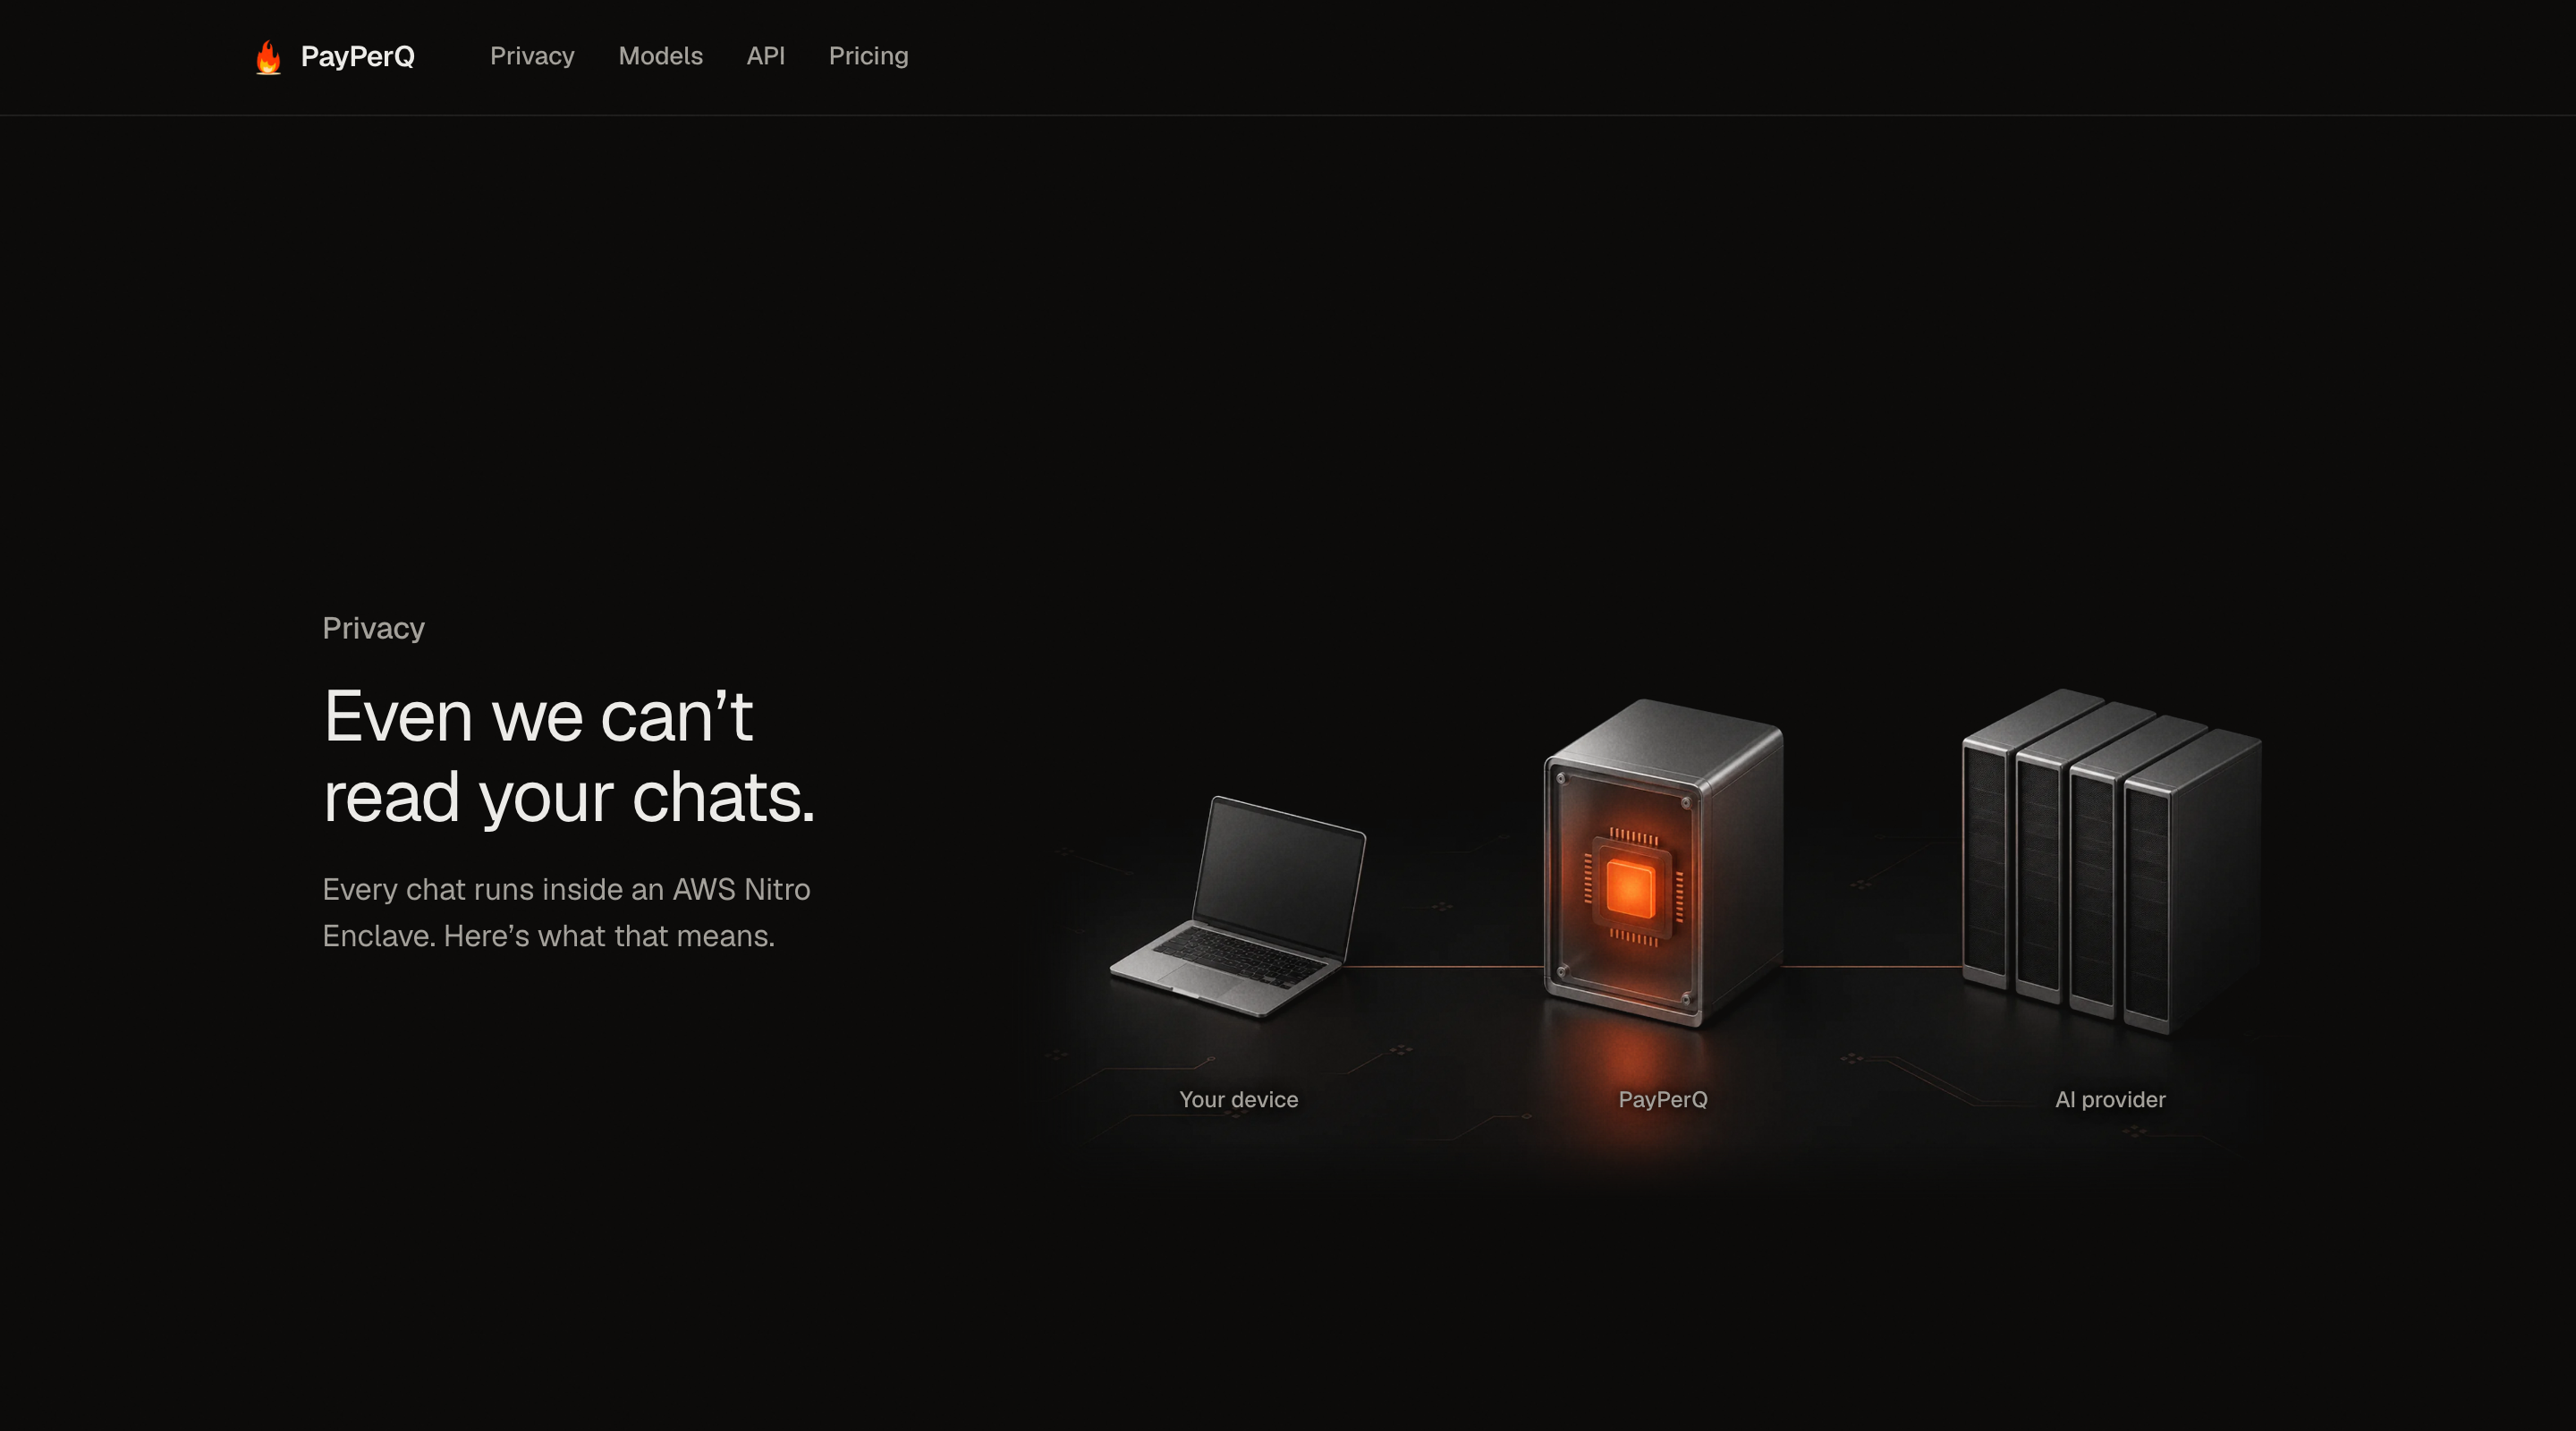 PayPerQ
Privacy
Models
API
Pricing
Privacy
Even we can’t
read your chats.
Every chat runs inside an AWS Nitro
Enclave. Here’s what that means.
Your device
PayPerQ
AI provider